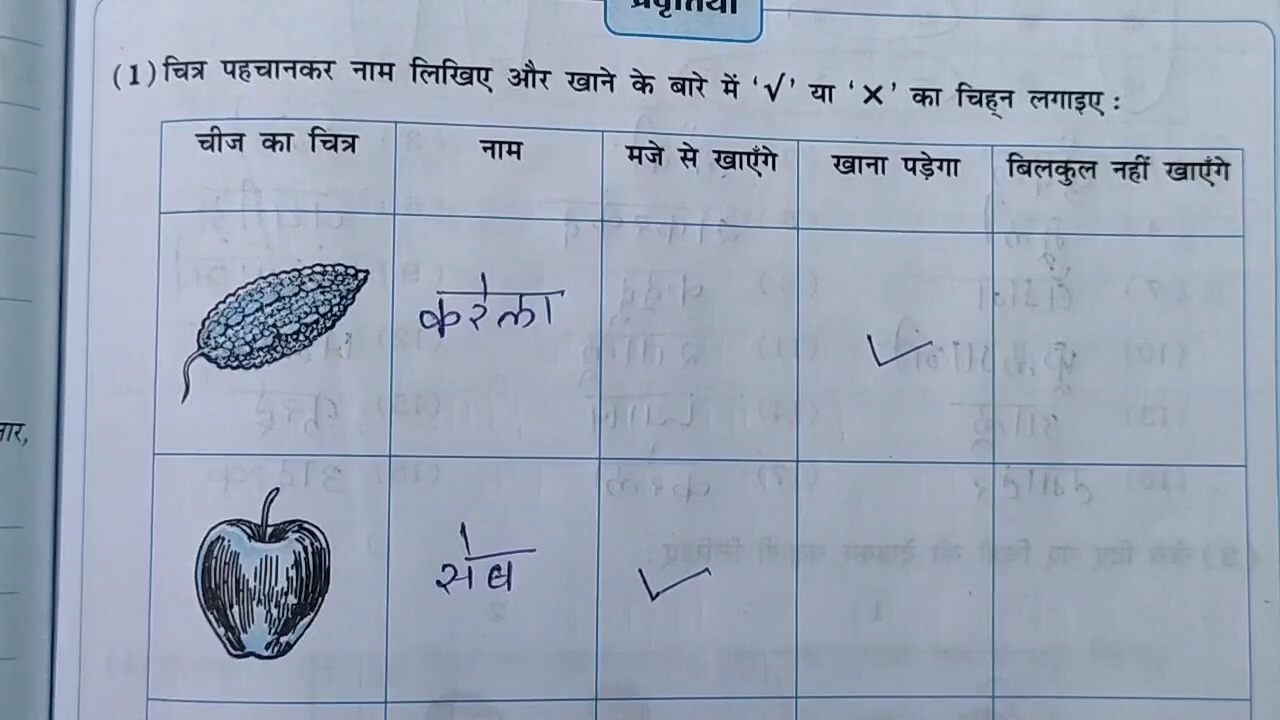 प्रवृत्तियाँ
(1) चित्र पहचानकर नाम लिखिए और खाने के बारे में ‘√’ या ‘×’ का चिह्न लगाइए :
चीज का चित्र नाम मजे से खाएँगे खाना पड़ेगा बिलकुल नहीं खाएँगे
करेला ✓
सेब ✓